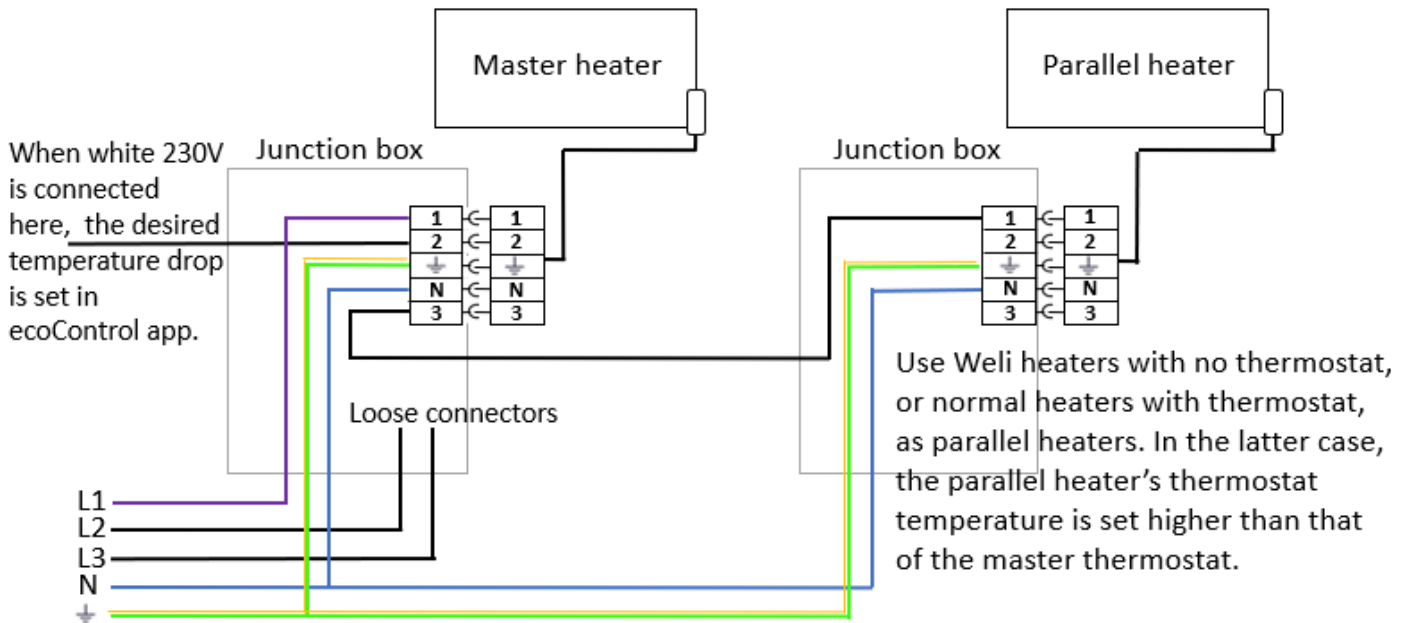 Master heater
Parallel heater
When white 230V
is connected
here,  the desired
temperature drop
is set in
ecoControl app.
Junction box
Junction box
1
2
⏚
N
3
1
2
⏚
N
3
1
2
⏚
N
3
1
2
⏚
N
3
Loose connectors
Use Weli heaters with no thermostat,
or normal heaters with thermostat,
as parallel heaters. In the latter case,
the parallel heater’s thermostat
temperature is set higher than that
of the master thermostat.
L1
L2
L3
N
⏚